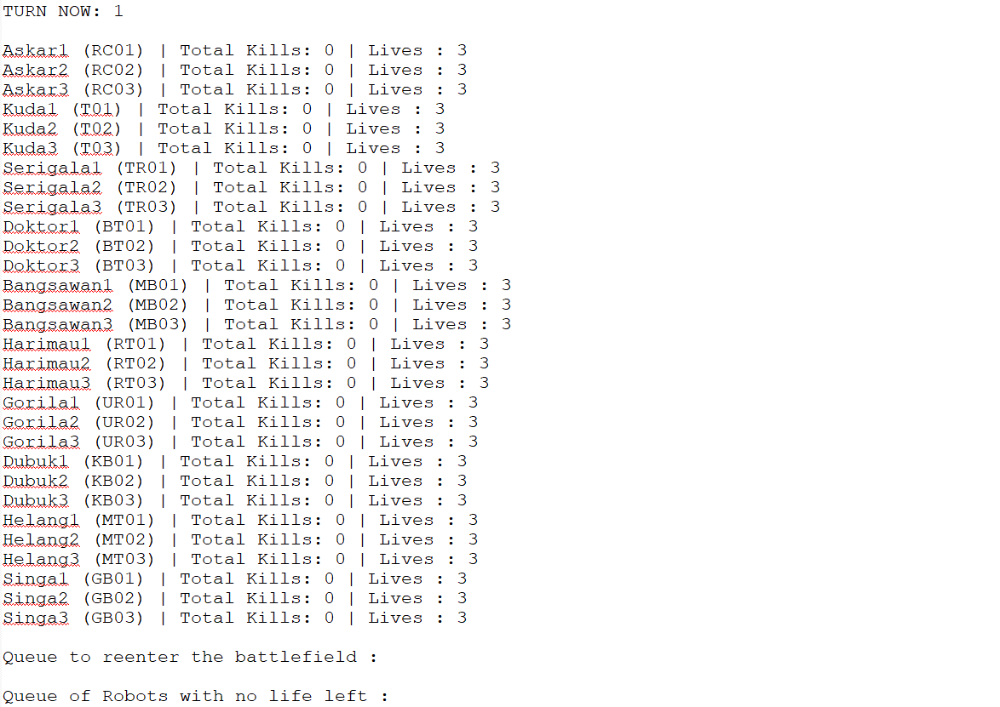 TURN NOW: 1
Askar1 (RC01) | Total Kills: 0 | Lives : 3
Askar2 (RC02) | Total Kills: 0 | Lives : 3
Askar3 (RC03) | Total Kills: 0 | Lives : 3
Kuda1 (T01) | Total Kills: 0 | Lives : 3
Kuda2 (T02) | Total Kills: 0 | Lives : 3
Kuda3 (T03) | Total Kills: 0 | Lives : 3
Serigala1 (TR01) | Total Kills: 0 | Lives : 3
Serigala2 (TR02) | Total Kills: 0 | Lives : 3
Serigala3 (TR03) | Total Kills: 0 | Lives : 3
Doktor1 (BT01) | Total Kills: 0 | Lives : 3
Doktor2 (BT02) | Total Kills: 0 | Lives : 3
Doktor3 (BT03) | Total Kills: 0 | Lives : 3
Bangsawan1 (MB01) | Total Kills: 0 | Lives : 3
Bangsawan2 (MB02) | Total Kills: 0 | Lives : 3
Bangsawan3 (MB03) | Total Kills: 0 | Lives : 3
Harimau1 (RT01) | Total Kills: 0 | Lives : 3
Harimau2 (RT02) | Total Kills: 0 | Lives : 3
Harimau3 (RT03) | Total Kills: 0 | Lives : 3
Gorila1 (UR01) | Total Kills: 0 | Lives : 3
Gorila2 (UR02) | Total Kills: 0 | Lives : 3
Gorila3 (UR03) | Total Kills: 0 | Lives : 3
Dubuk1 (KB01) | Total Kills: 0 | Lives : 3
Dubuk2 (KB02) | Total Kills: 0 | Lives : 3
Dubuk3 (KB03) | Total Kills: 0 | Lives : 3
Helang1 (MT01) | Total Kills: 0 | Lives : 3
Helang2 (MT02) | Total Kills: 0 | Lives : 3
Helang3 (MT03) | Total Kills: 0 | Lives : 3
Singa1 (GB01) | Total Kills: 0 | Lives : 3
Singa2 (GB02) | Total Kills: 0 | Lives : 3
Singa3 (GB03) | Total Kills: 0 | Lives : 3
Queue to reenter the battlefield :
Queue of Robots with no life left :